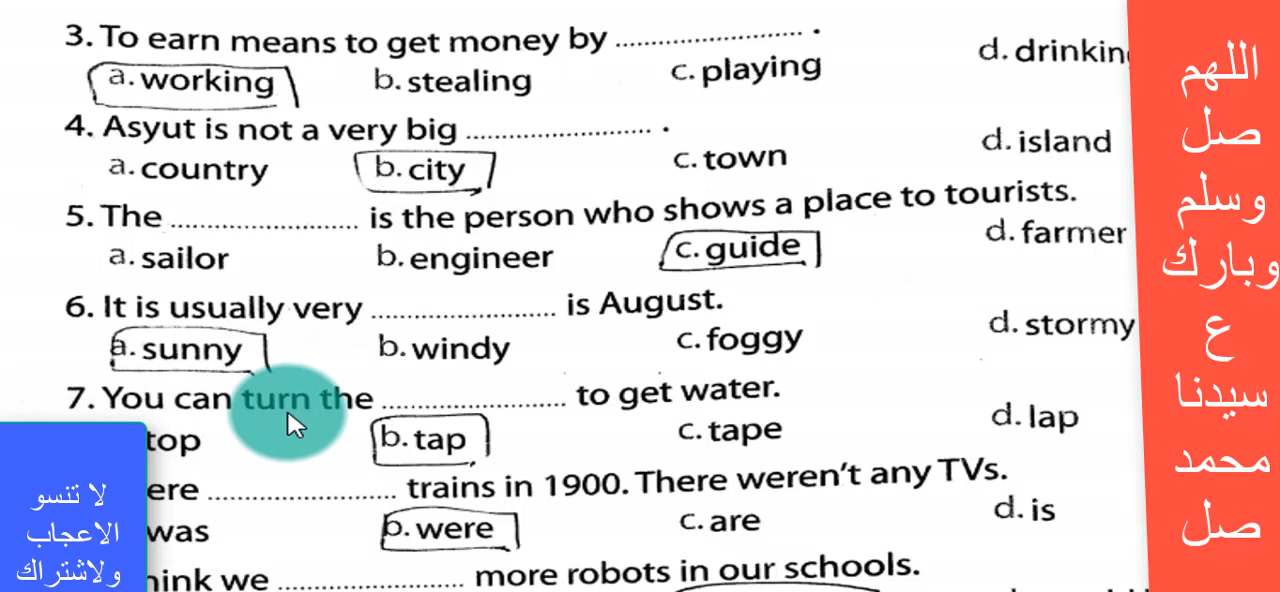 3. To earn means to get money by .................... .
a. working b. stealing c. playing d. drinkin
4. Asyut is not a very big .................... .
a. country b. city c. town d. island
5. The .................... is the person who shows a place to tourists.
a. sailor b. engineer c. guide d. farmer
6. It is usually very .................... is August.
a. sunny b. windy c. foggy d. stormy
7. You can turn the .................... to get water.
top b. tap c. tape d. lap
ere .................... trains in 1900. There weren't any TVs.
was b. were c. are d. is
hink we .................... more robots in our schools.
اللهم
صل
وسلم
وبارك
ع
سيدنا
محمد
صل
لا تنسو
الاعجاب
ولاشتراك